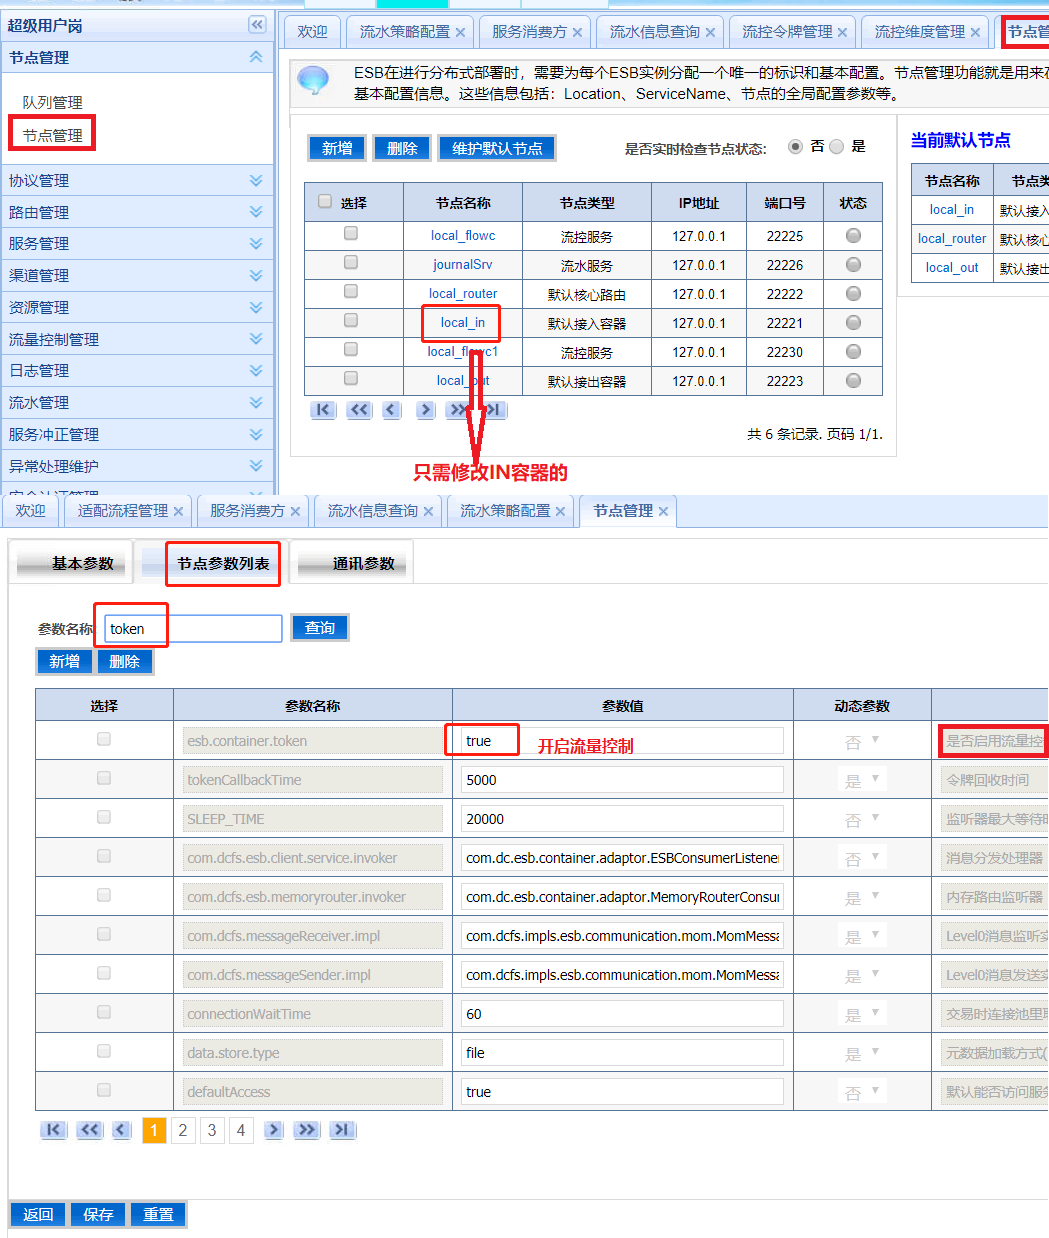 超级用户岗
欢迎 流水策略配置 服务消费方 流水信息查询 流控令牌管理 流控维度管理 节点管
节点管理
队列管理
节点管理
协议管理
路由管理
服务管理
渠道管理
资源管理
流量控制管理
日志管理
流水管理
服务冲正管理
异常处理维护
安全认证管理
ESB在进行分布式部署时，需要为每个ESB实例分配一个唯一的标识和基本配置。节点管理功能就是用来在
基本配置信息。这些信息包括：Location、ServiceName、节点的全局配置参数等。
新增 删除 维护默认节点 是否实时检查节点状态: 否 是
选择 节点名称 节点类型 IP地址 端口号 状态
local_flowc 流控服务 127.0.0.1 22225
journalSrv 流水服务 127.0.0.1 22226
local_router 默认核心路由 127.0.0.1 22222
local_in 默认接入容器 127.0.0.1 22221
local_flowc1 流控服务 127.0.0.1 22230
local_out 默认接出容器 127.0.0.1 22223
共 6 条记录. 页码 1/1.
只需修改IN容器的
当前默认节点
节点名称 节点类
local_in 默认接入
local_router 默认核心
local_out 默认接出
欢迎 适配流程管理 服务消费方 流水信息查询 流水策略配置 节点管理
基本参数 节点参数列表 通讯参数
参数名称 token 查询
新增 删除
选择 参数名称 参数值 动态参数
esb.container.token true 开启流量控制 否 是否启用流量控
tokenCallbackTime 5000 是 令牌回收时间
SLEEP_TIME 20000 否 监听器最大等待时
com.dcfs.esb.client.service.invoker com.dc.esb.container.adaptor.ESBConsumerListener 否 消息分发处理器
com.dcfs.esb.memoryrouter.invoker com.dc.esb.container.adaptor.MemoryRouterConsu 是 内存路由监听器
com.dcfs.messageReceiver.impl com.dcfs.impls.esb.communication.mom.MomMessa 是 Level0消息监听实
com.dcfs.messageSender.impl com.dcfs.impls.esb.communication.mom.MomMessa 是 Level0消息发送实
connectionWaitTime 60 是 交易时连接池里取
data.store.type file 是 元数据加载方式(
defaultAccess true 否 默认能否访问服务
1 2 3 4
返回 保存 重置